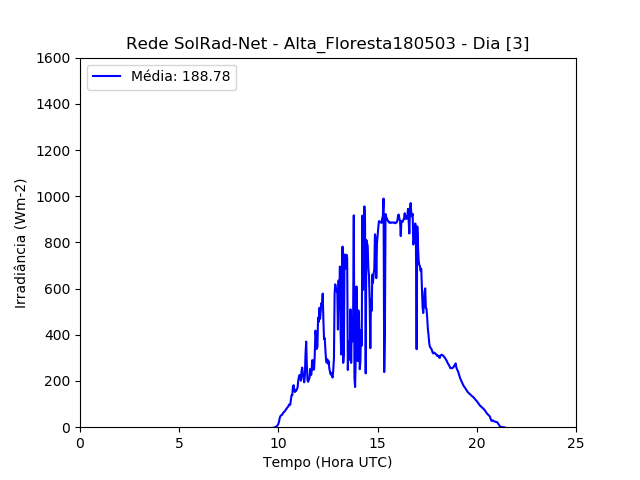 Rede SolRad-Net - Alta_Floresta180503 - Dia [3]
Média: 188.78
Irradiância (Wm-2)
1600
1400
1200
1000
800
600
400
200
0
0 5 10 15 20 25
Tempo (Hora UTC)